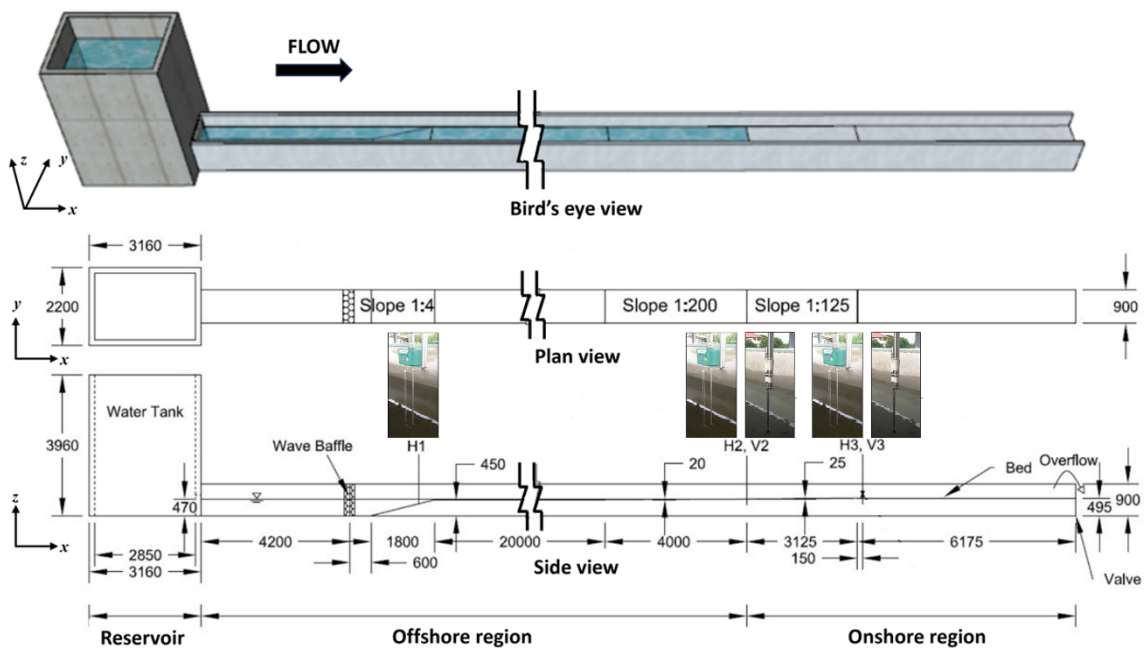 FLOW
z
y
x
Bird's eye view
3160
2200
Slope 1:4
Slope 1:200
Slope 1:125
900
y
x
Plan view
Water Tank
3960
Wave Baffle
H1
H2, V2
H3, V3
450
20
25
Bed
Overflow
470
495
900
z
x
2850
3160
4200
600
1800
20000
4000
3125
150
6175
Side view
Valve
Reservoir
Offshore region
Onshore region